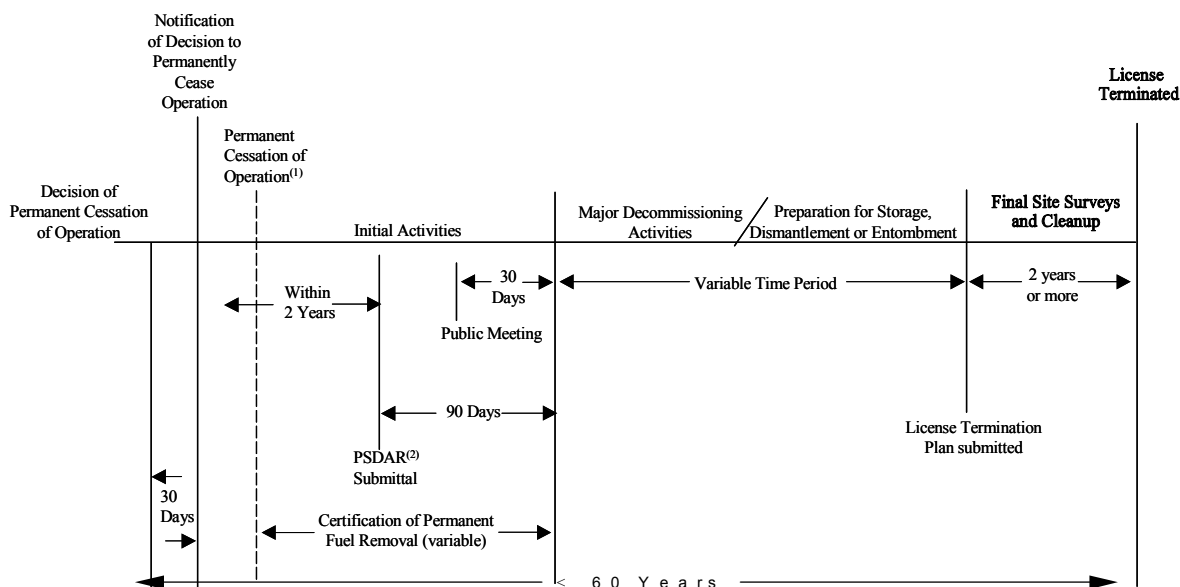 Notification
of Decision to
Permanently
Cease
Operation
License
Terminated
Permanent
Cessation of
Operation(1)
Decision of
Permanent Cessation
of Operation
Initial Activities
Major Decommissioning
Activities
Preparation for Storage,
Dismantlement or Entombment
Final Site Surveys
and Cleanup
Within
2 Years
30
Days
Public Meeting
Variable Time Period
2 years
or more
90 Days
PSDAR(2)
Submittal
License Termination
Plan submitted
30
Days
Certification of Permanent
Fuel Removal (variable)
< 60 Years